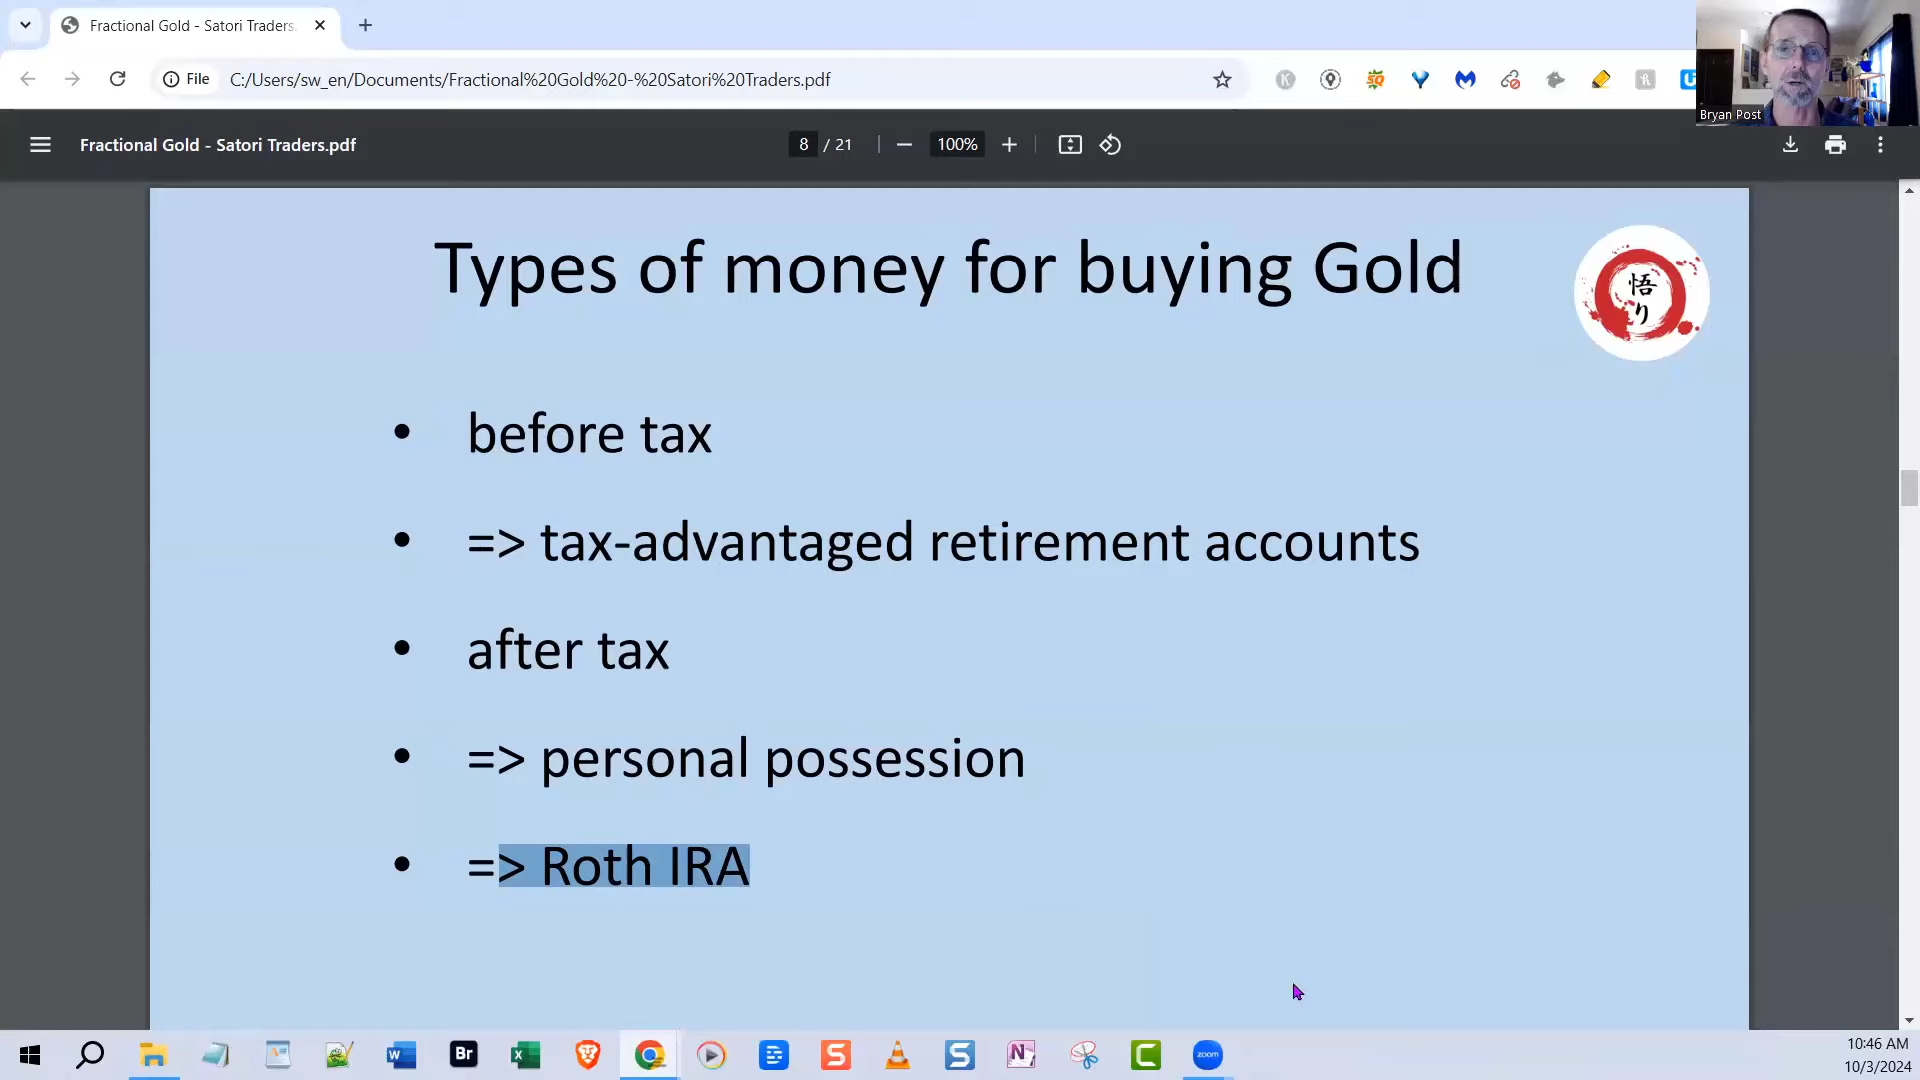 Fractional Gold - Satori Traders.
File
C:/Users/sw_en/Documents/Fractional%20Gold%20-%20Satori%20Traders.pdf
Bryan Post
Fractional Gold - Satori Traders.pdf
8 / 21
100%
Types of money for buying Gold
悟
り
• before tax
• => tax-advantaged retirement accounts
• after tax
• => personal possession
• => Roth IRA
W
Br
X
S
S
N
C
zoom
10:46 AM
10/3/2024